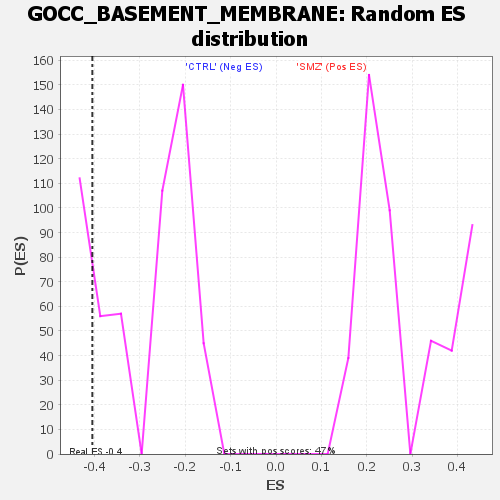 GOCC_BASEMENT_MEMBRANE: Random ES
distribution
'CTRL' (Neg ES) 'SMZ' (Pos ES)
160
150
140
130
120
110
100
90
80
70
60
50
40
30
20
10
0
P(ES)
Real ES -0.4 Sets with pos scores: 47%
-0.4 -0.3 -0.2 -0.1 0.0 0.1 0.2 0.3 0.4
ES